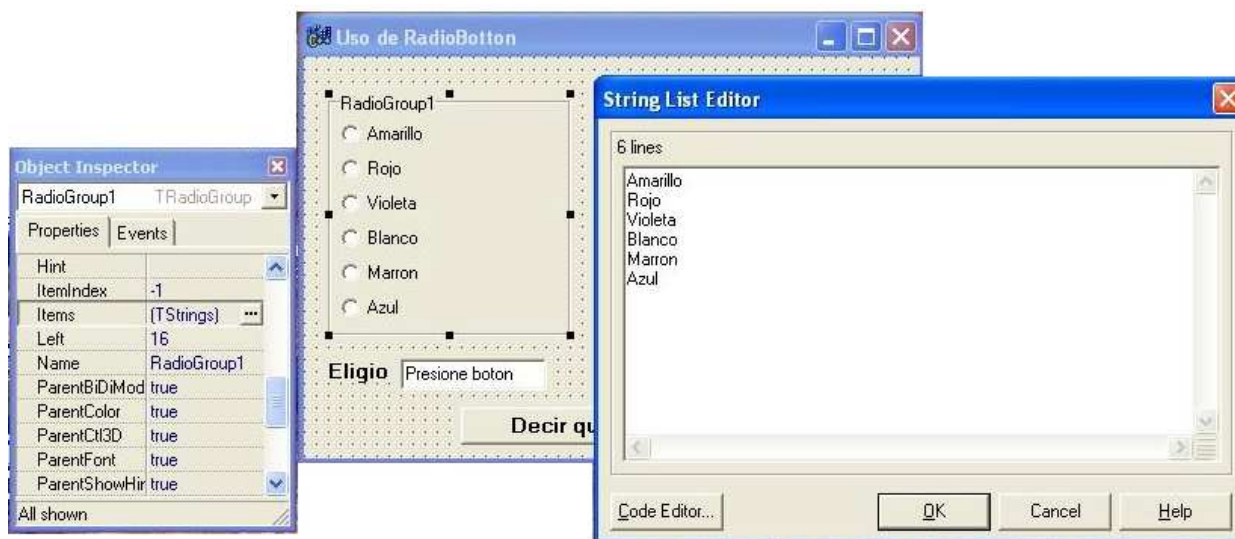 Uso de RadioBotton
RadioGroup1
Amarillo
Rojo
Violeta
Blanco
Marron
Azul
Eligio
Presione boton
Decir qu
Object Inspector
RadioGroup1 TRadioGroup
Properties Events
Hint
ItemIndex -1
Items (TStrings) ...
Left 16
Name RadioGroup1
ParentBiDiMod true
ParentColor true
ParentCtl3D true
ParentFont true
ParentShowHir true
All shown
String List Editor
6 lines
Amarillo
Rojo
Violeta
Blanco
Marron
Azul
Code Editor...
OK
Cancel
Help